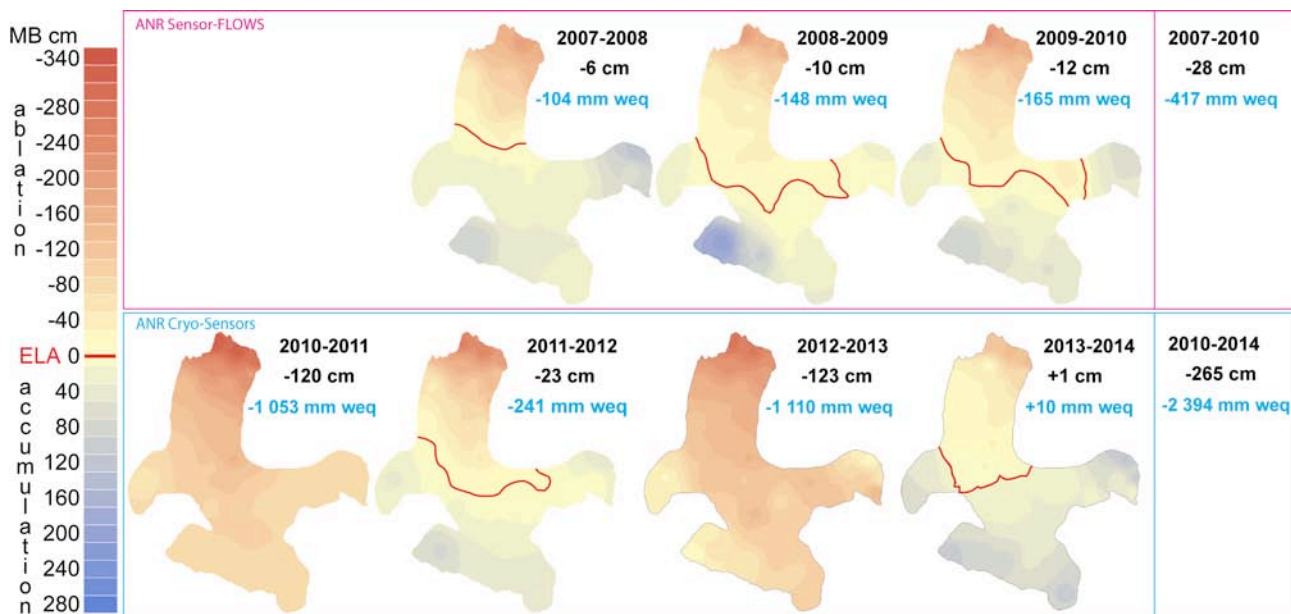 MB cm
-340
-280
-240
-200
-160
-120
-80
-40
ELA 0
40
80
120
160
200
240
280
ablation
accumulation
ANR Sensor-FLOWS
2007-2008
-6 cm
-104 mm weq
2008-2009
-10 cm
-148 mm weq
2009-2010
-12 cm
-165 mm weq
2007-2010
-28 cm
-417 mm weq
ANR Cryo-Sensors
2010-2011
-120 cm
-1 053 mm weq
2011-2012
-23 cm
-241 mm weq
2012-2013
-123 cm
-1 110 mm weq
2013-2014
+1 cm
+10 mm weq
2010-2014
-265 cm
-2 394 mm weq